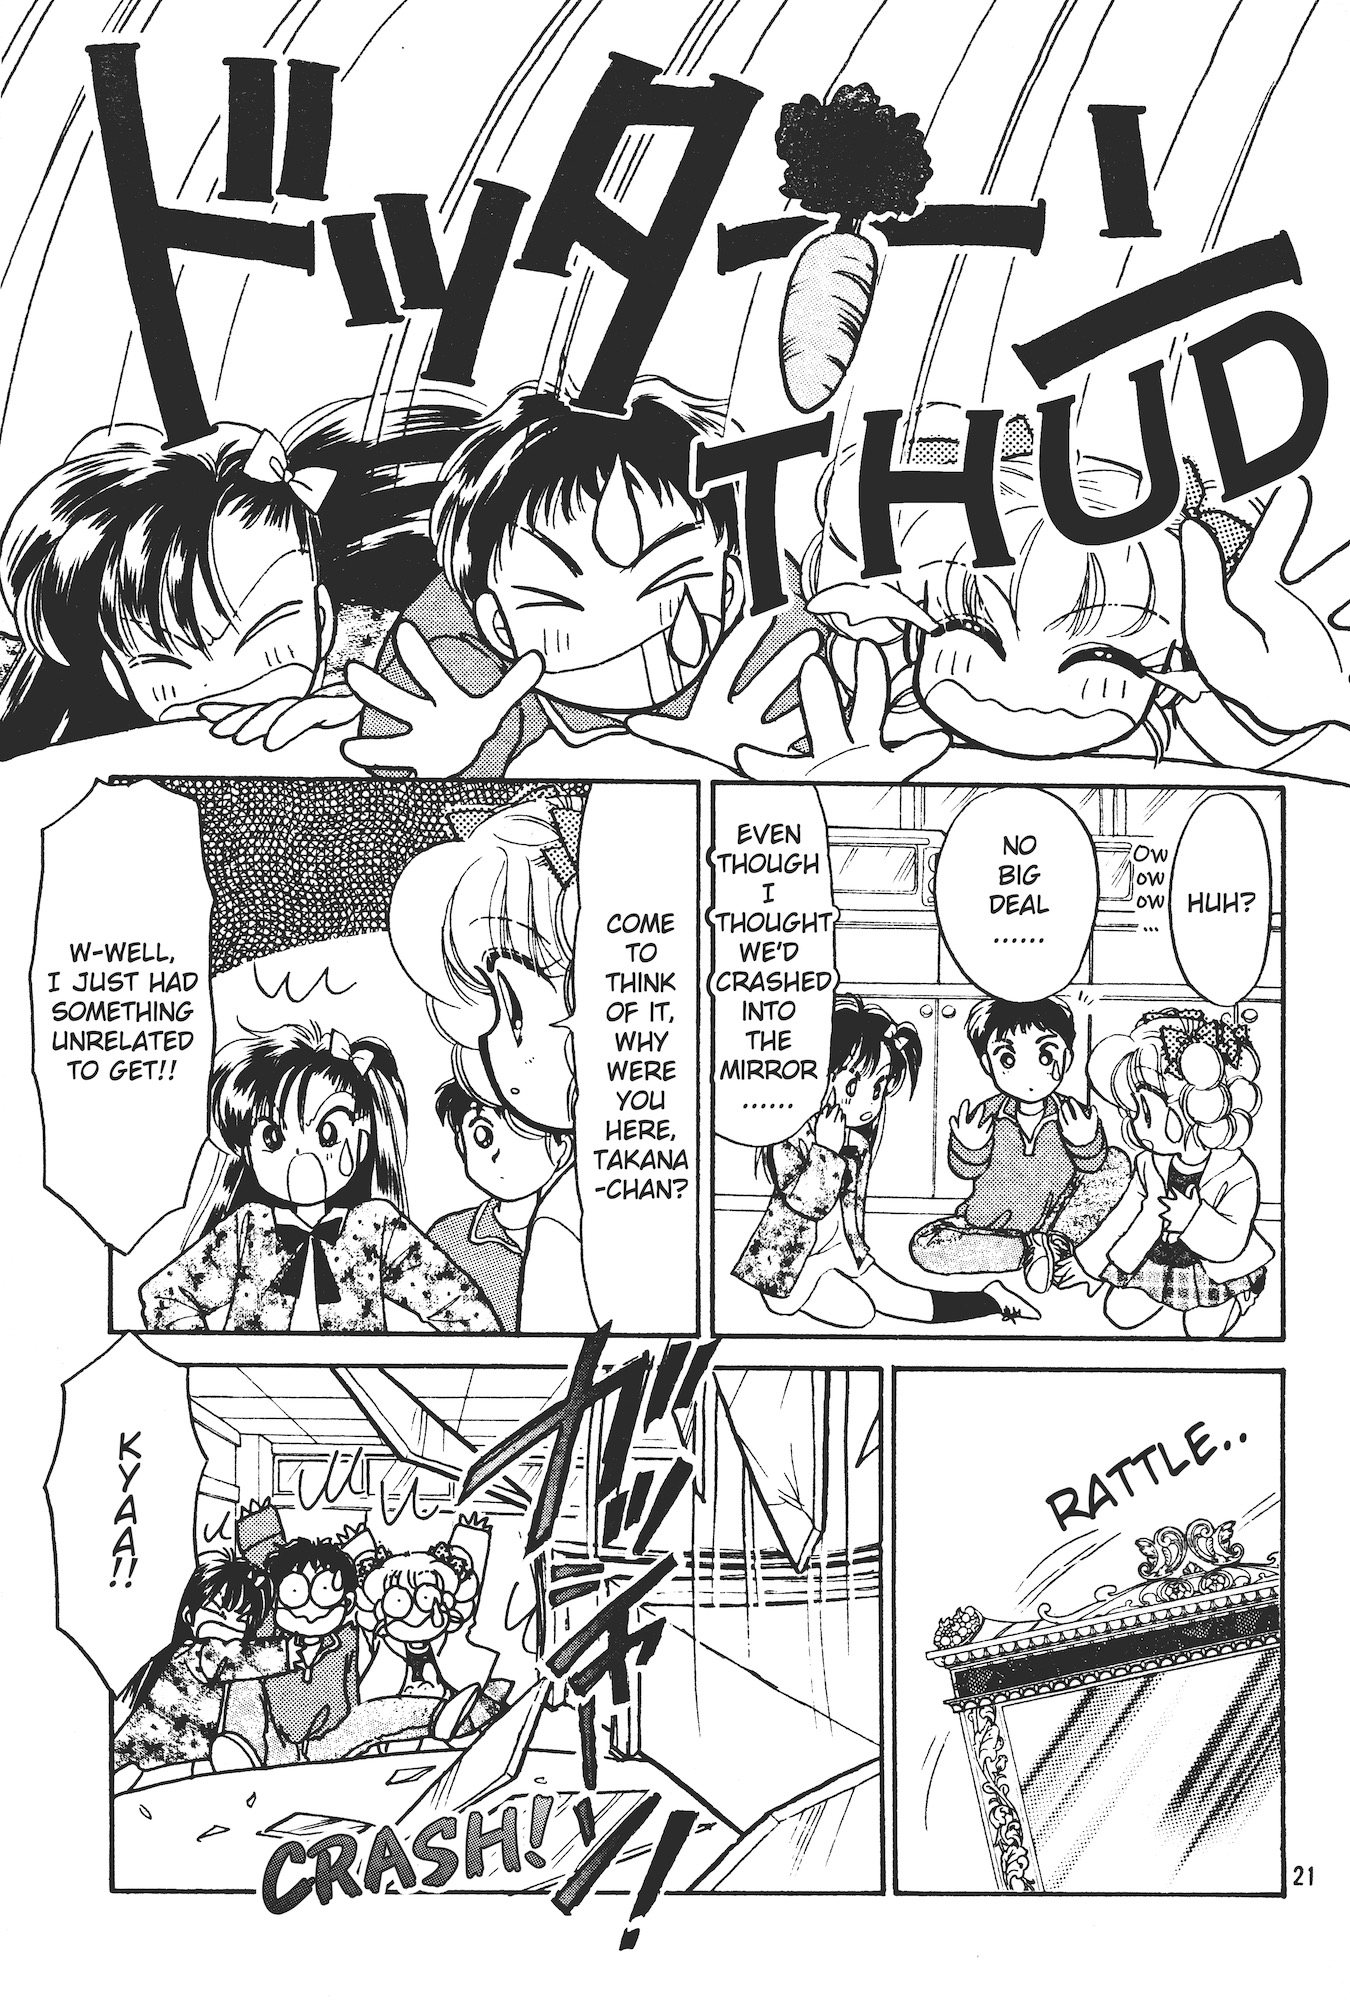 ドッターン
THUD
HUH?
Ow
ow
ow
...
NO
BIG
DEAL
......
EVEN
THOUGH
I
THOUGHT
WE'D
CRASHED
INTO
THE
MIRROR
......
COME
TO
THINK
OF IT,
WHY
WERE
YOU
HERE,
TAKANA
-CHAN?
W-WELL,
I JUST HAD
SOMETHING
UNRELATED
TO GET!!
RATTLE..
ガッシャーン!!
CRASH!
KYAA!!
21